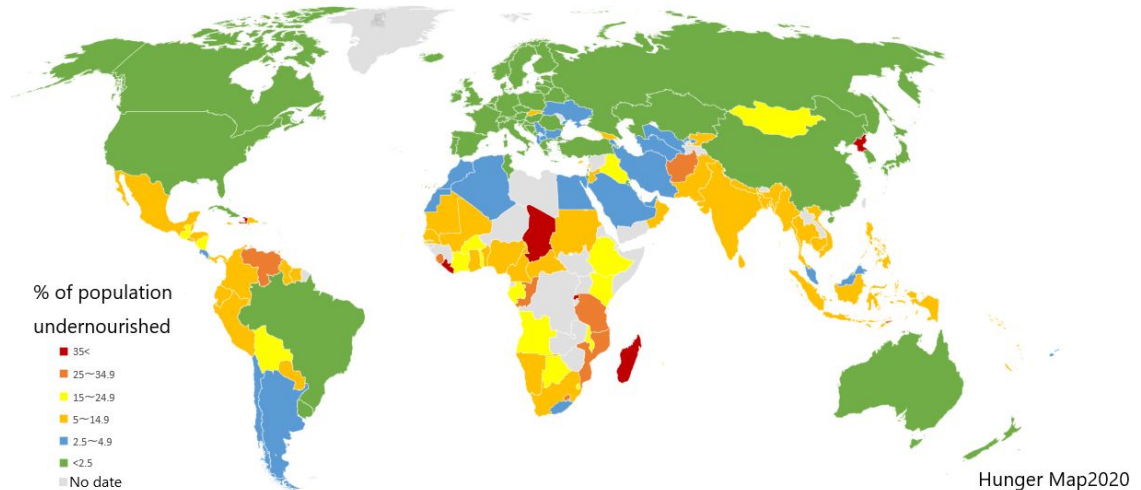 % of population
undernourished
35<
25～34.9
15～24.9
5～14.9
2.5～4.9
<2.5
No date
Hunger Map2020